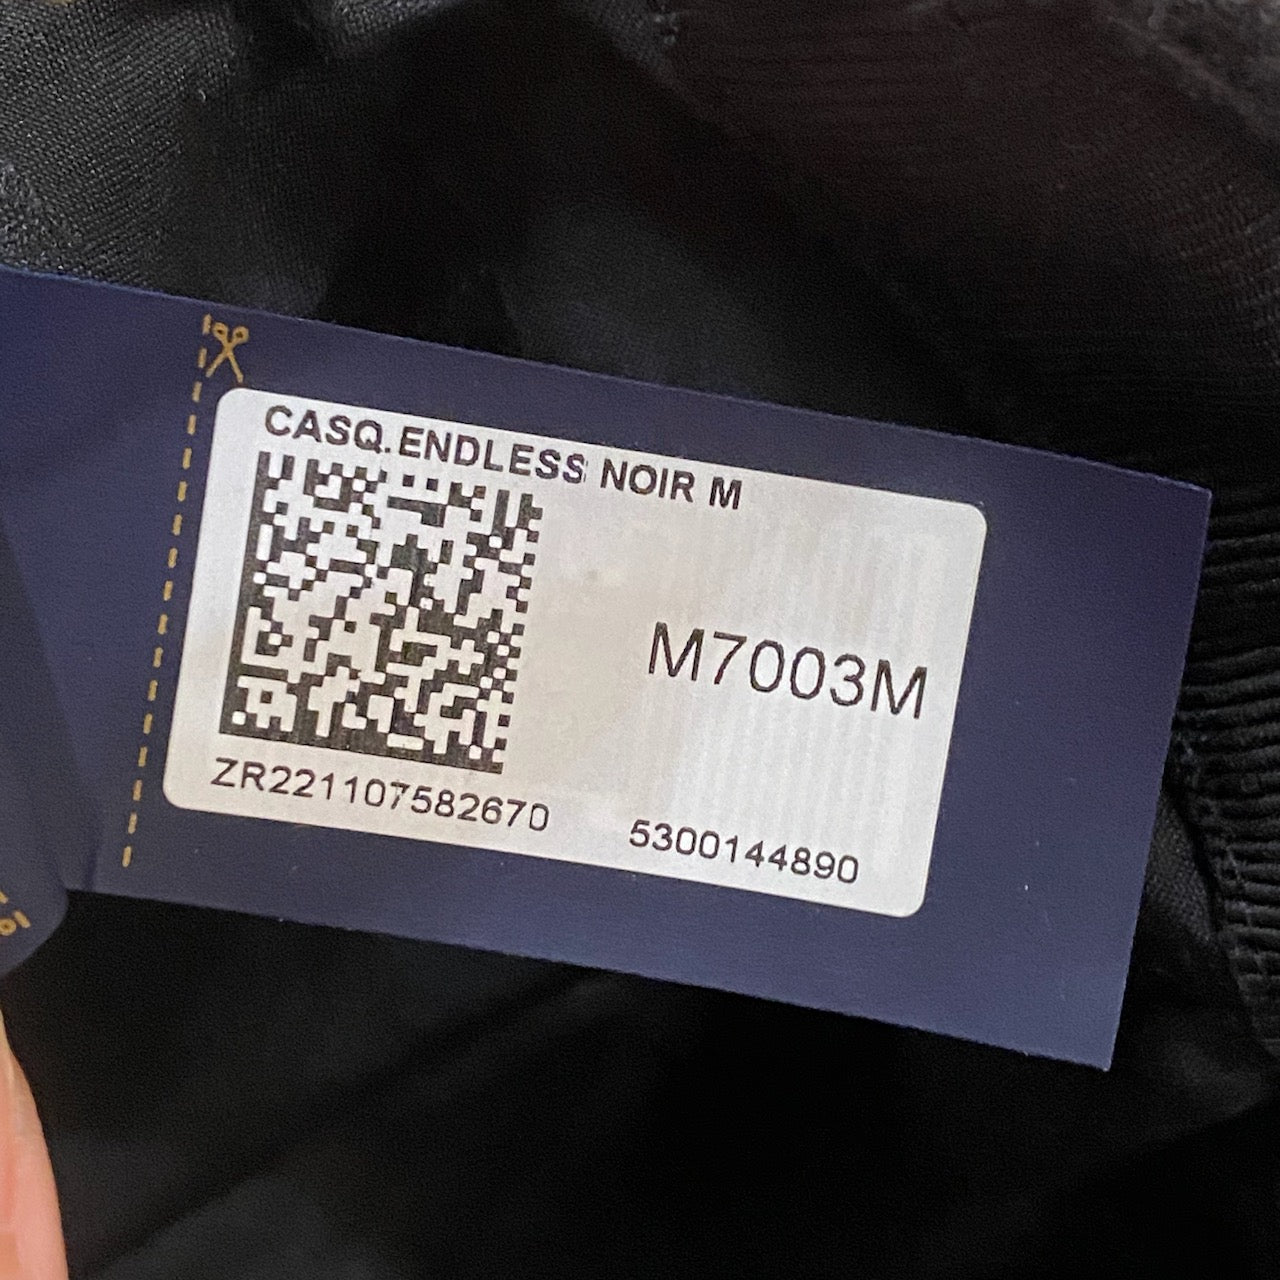 CASQ.ENDLESS NOIR M
M7003M
ZR221107582670 5300144890